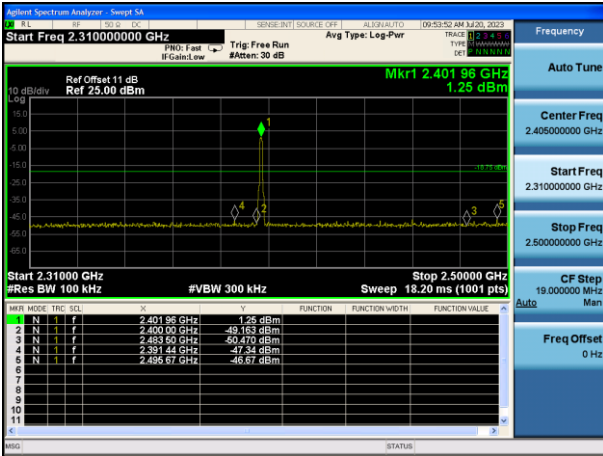 Agilent Spectrum Analyzer - Swept SA
RL RF 50 Ω DC SENSE:INT SOURCE OFF ALIGNAUTO 09:53:52 AM Jul 20, 2023
Start Freq 2.310000000 GHz
PNO: Fast
IFGain:Low
Trig: Free Run
#Atten: 30 dB
Avg Type: Log-Pwr
TRACE 1 2 3 4 5 6
TYPE M
DET P N N N N N
Ref Offset 11 dB
10 dB/div Ref 25.00 dBm
Log
Mkr1 2.401 96 GHz
1.25 dBm
15.0
5.00
-5.00
-15.0
-25.0
-35.0
-45.0
-55.0
-65.0
1
-18.75 dBm
4
2
3
5
Start 2.31000 GHz Stop 2.50000 GHz
#Res BW 100 kHz #VBW 300 kHz Sweep 18.20 ms (1001 pts)
MKR MODE TRC SCL X Y FUNCTION FUNCTION WIDTH FUNCTION VALUE
1 N 1 f 2.401 96 GHz 1.25 dBm
2 N 1 f 2.400 00 GHz -49.163 dBm
3 N 1 f 2.483 50 GHz -50.470 dBm
4 N 1 f 2.391 44 GHz -47.34 dBm
5 N 1 f 2.495 67 GHz -46.67 dBm
6
7
8
9
10
11
MSG STATUS
Frequency
Auto Tune
Center Freq
2.405000000 GHz
Start Freq
2.310000000 GHz
Stop Freq
2.500000000 GHz
CF Step
19.000000 MHz
Auto Man
Freq Offset
0 Hz